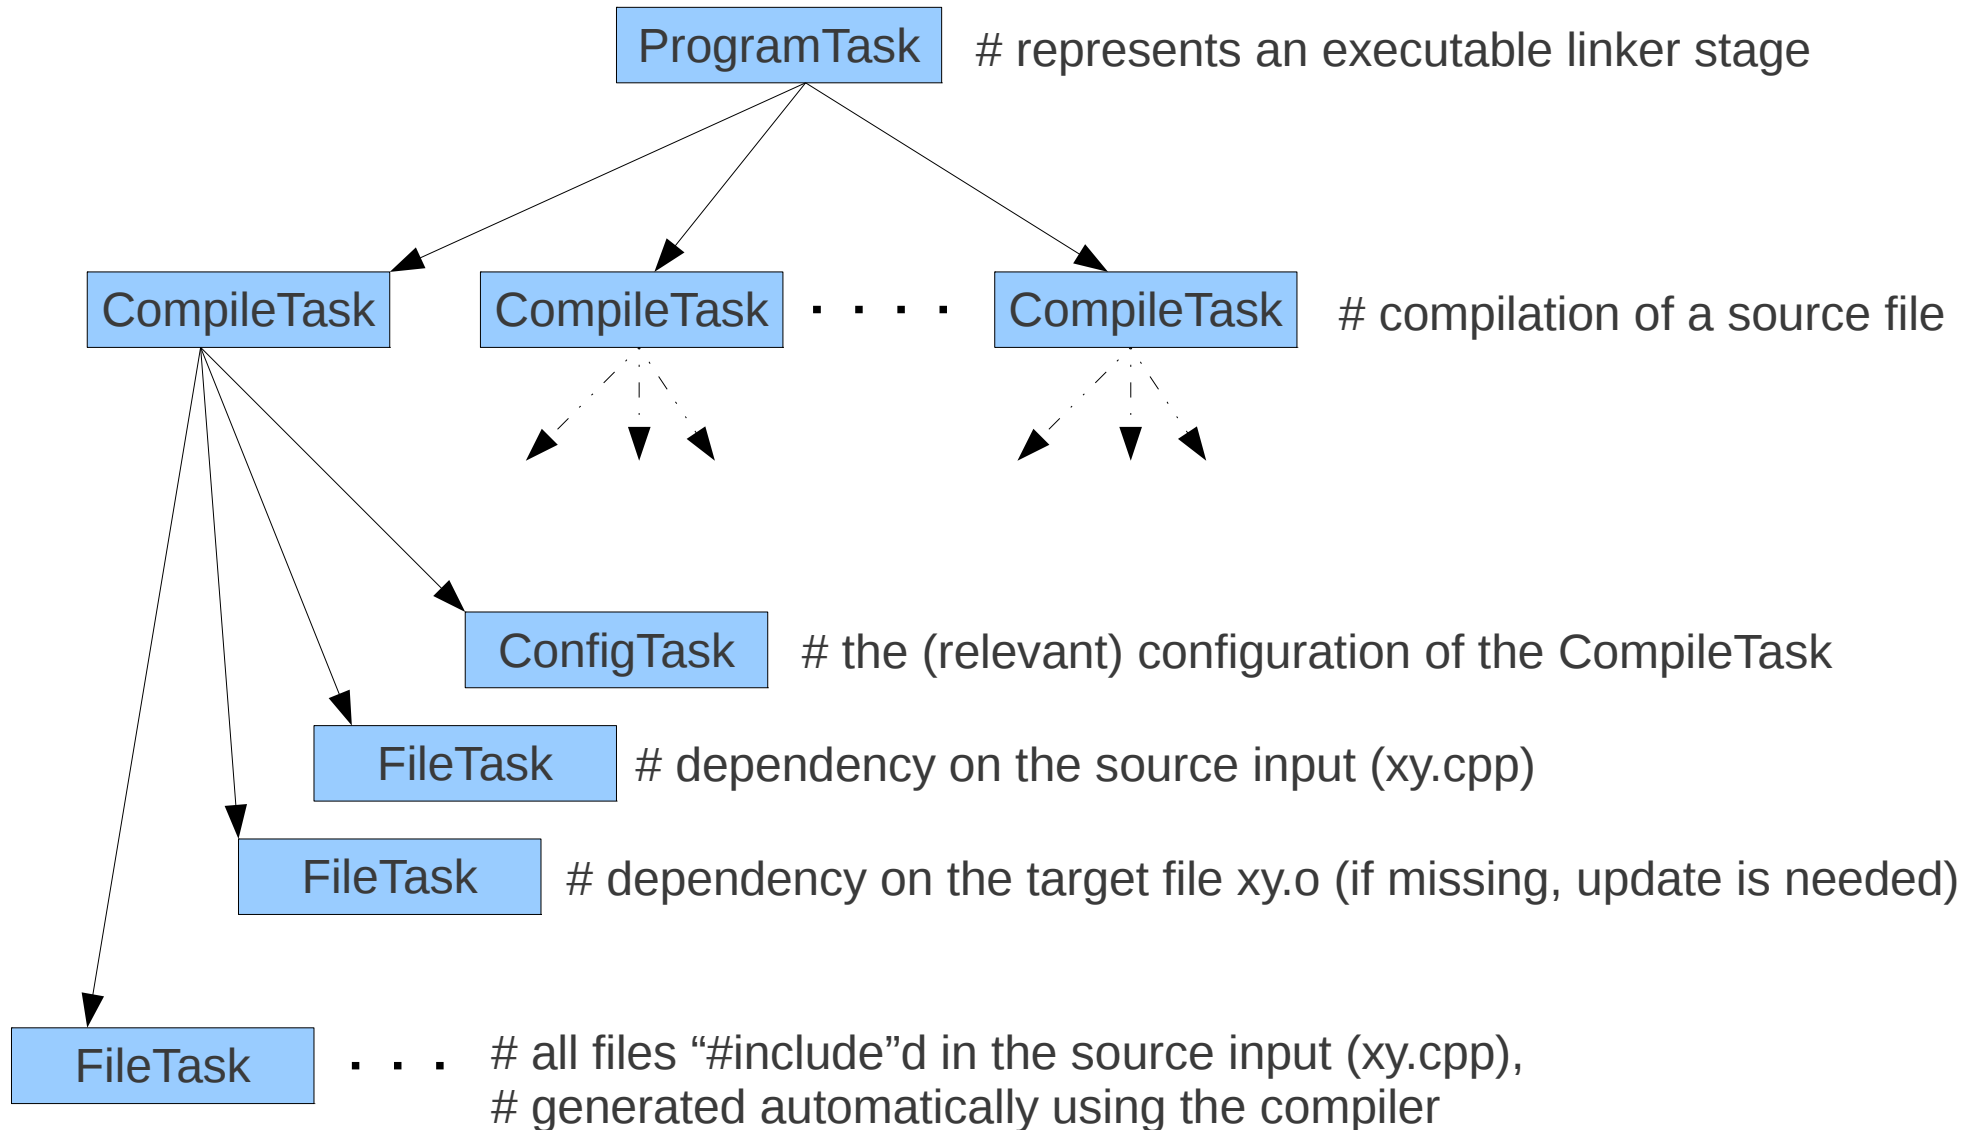 ProgramTask # represents an executable linker stage
CompileTask CompileTask . . . . CompileTask # compilation of a source file
ConfigTask # the (relevant) configuration of the CompileTask
FileTask # dependency on the source input (xy.cpp)
FileTask # dependency on the target file xy.o (if missing, update is needed)
FileTask . . . # all files “#include”d in the source input (xy.cpp),
# generated automatically using the compiler